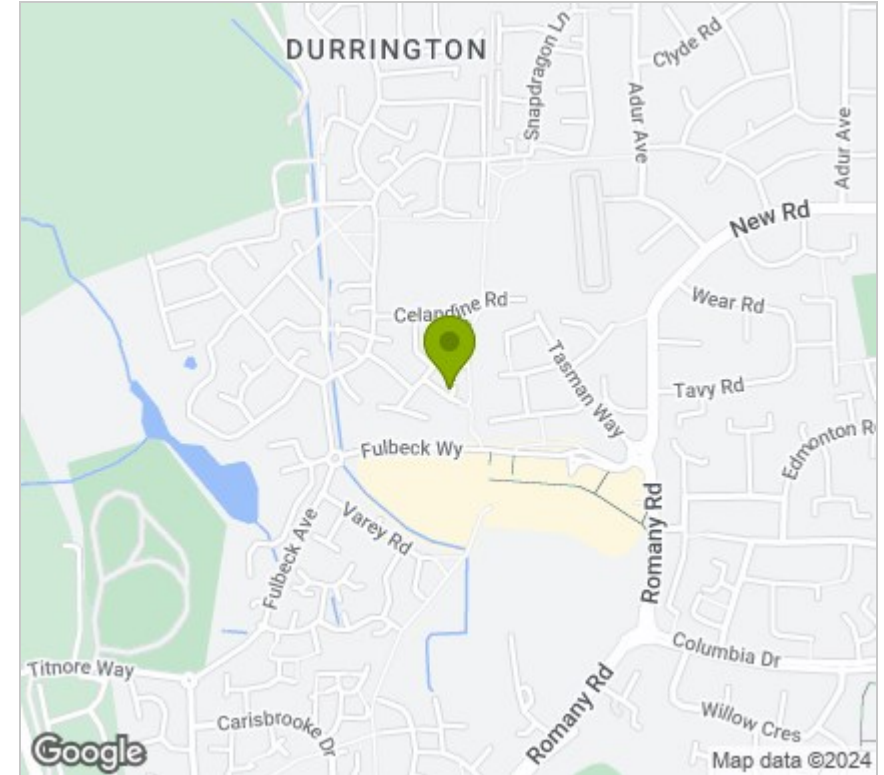 DURRINGTON
Snapdragon Ln
Clyde Rd
Adur Ave
Adur Ave
New Rd
Celandine Rd
Wear Rd
Tasman Way
Tavy Rd
Edmonton R
Fulbeck Wy
Varey Rd
Fulbeck Ave
Romany Rd
Columbia Dr
Titnore Way
Carisbrooke Dr
Romany Rd
Willow Cres
Google
Map data ©2024